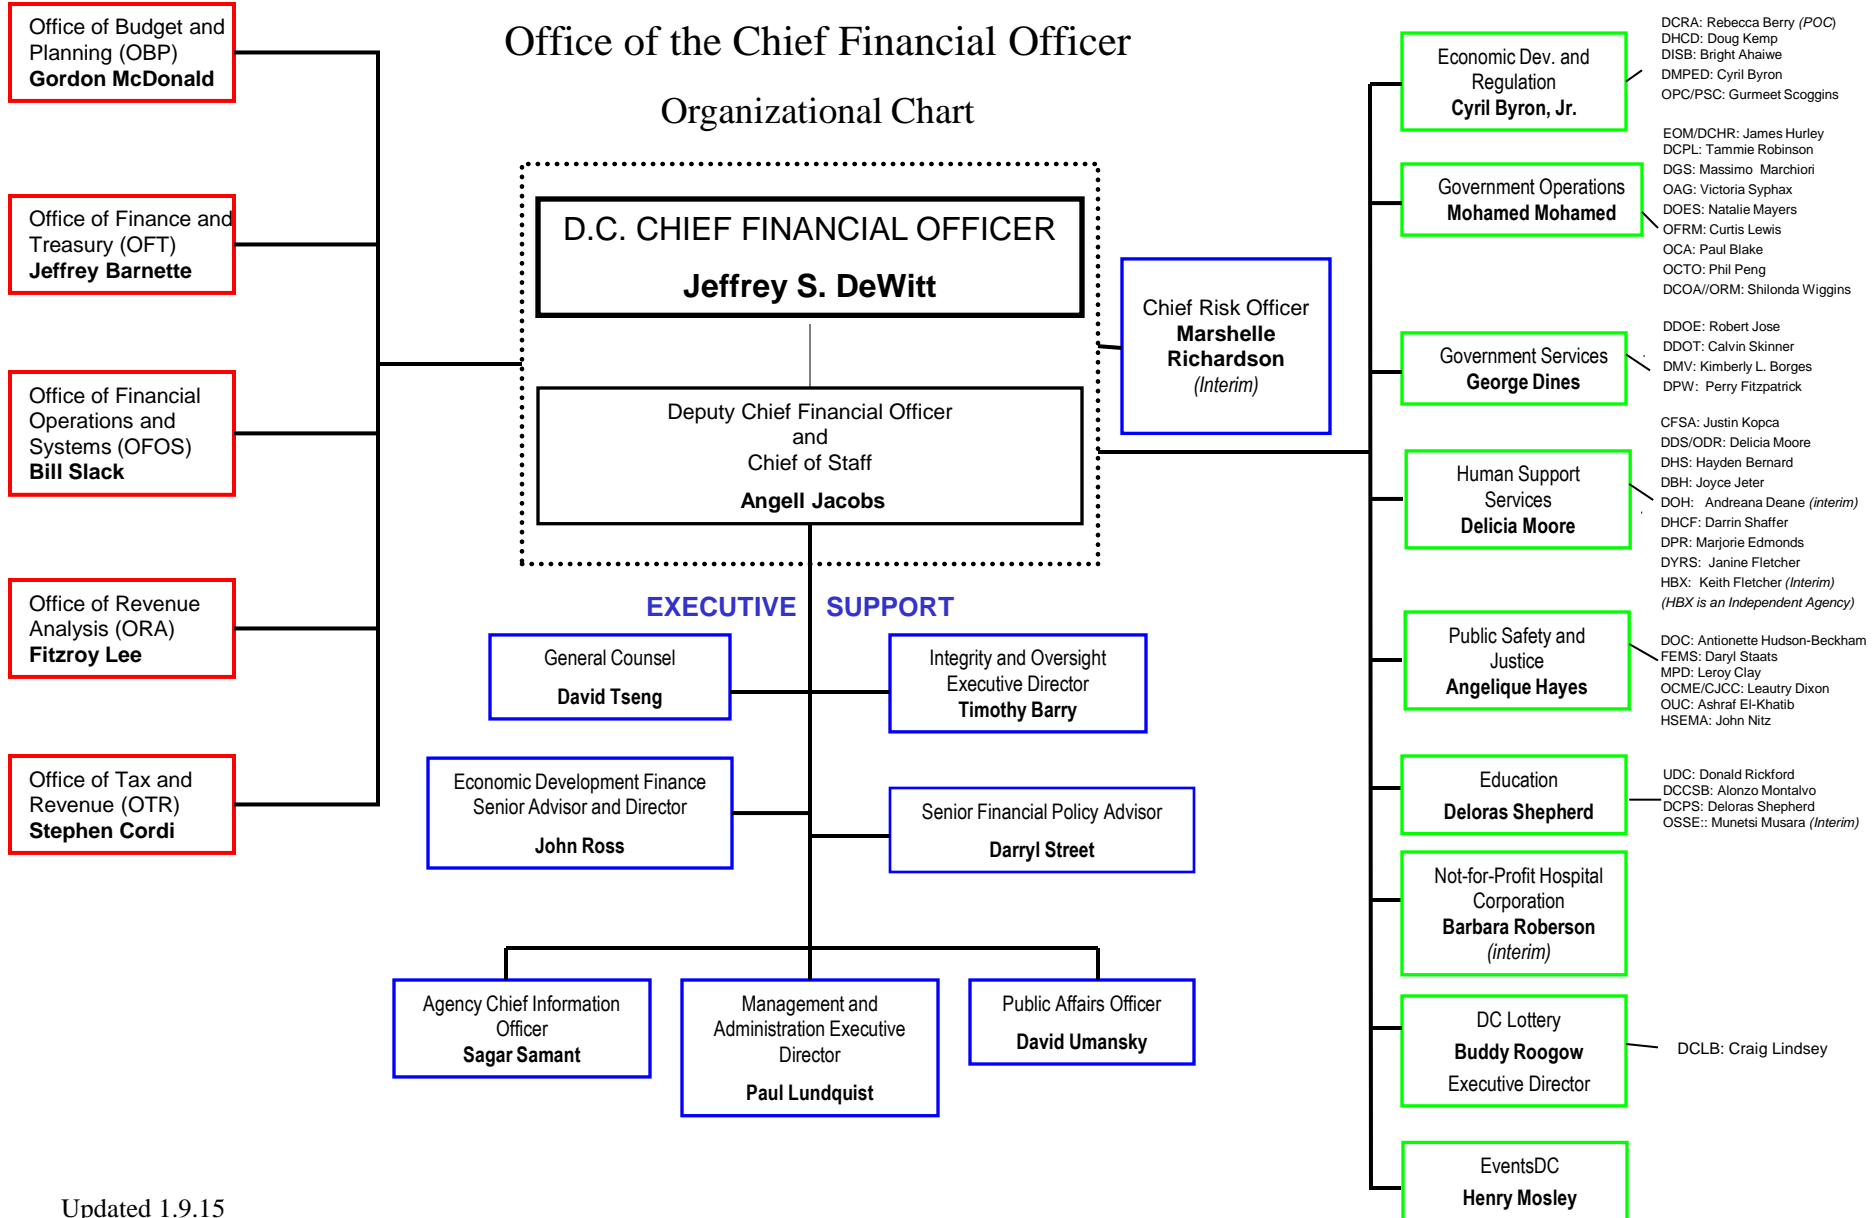 Office of the Chief Financial Officer
Organizational Chart
Office of Budget and
Planning (OBP)
Gordon McDonald
Office of Finance and
Treasury (OFT)
Jeffrey Barnette
Office of Financial
Operations and
Systems (OFOS)
Bill Slack
Office of Revenue
Analysis (ORA)
Fitzroy Lee
Office of Tax and
Revenue (OTR)
Stephen Cordi
D.C. CHIEF FINANCIAL OFFICER
Jeffrey S. DeWitt
Deputy Chief Financial Officer
and
Chief of Staff
Angell Jacobs
Chief Risk Officer
Marshelle
Richardson
(Interim)
EXECUTIVE SUPPORT
General Counsel
David Tseng
Integrity and Oversight
Executive Director
Timothy Barry
Economic Development Finance
Senior Advisor and Director
John Ross
Senior Financial Policy Advisor
Darryl Street
Agency Chief Information
Officer
Sagar Samant
Management and
Administration Executive
Director
Paul Lundquist
Public Affairs Officer
David Umansky
Economic Dev. and
Regulation
Cyril Byron, Jr.
DCRA: Rebecca Berry (POC)
DHCD: Doug Kemp
DISB: Bright Ahaiwe
DMPED: Cyril Byron
OPC/PSC: Gurmeet Scoggins
Government Operations
Mohamed Mohamed
EOM/DCHR: James Hurley
DCPL: Tammie Robinson
DGS: Massimo Marchiori
OAG: Victoria Syphax
DOES: Natalie Mayers
OFRM: Curtis Lewis
OCA: Paul Blake
OCTO: Phil Peng
DCOA//ORM: Shilonda Wiggins
Government Services
George Dines
DDOE: Robert Jose
DDOT: Calvin Skinner
DMV: Kimberly L. Borges
DPW: Perry Fitzpatrick
Human Support
Services
Delicia Moore
CFSA: Justin Kopca
DDS/ODR: Delicia Moore
DHS: Hayden Bernard
DBH: Joyce Jeter
DOH: Andreana Deane (interim)
DHCF: Darrin Shaffer
DPR: Marjorie Edmonds
DYRS: Janine Fletcher
HBX: Keith Fletcher (Interim)
(HBX is an Independent Agency)
Public Safety and
Justice
Angelique Hayes
DOC: Antionette Hudson-Beckham
FEMS: Daryl Staats
MPD: Leroy Clay
OCME/CJCC: Leautry Dixon
OUC: Ashraf El-Khatib
HSEMA: John Nitz
Education
Deloras Shepherd
UDC: Donald Rickford
DCCSB: Alonzo Montalvo
DCPS: Deloras Shepherd
OSSE:: Munetsi Musara (Interim)
Not-for-Profit Hospital
Corporation
Barbara Roberson
(interim)
DC Lottery
Buddy Roogow
Executive Director
DCLB: Craig Lindsey
EventsDC
Henry Mosley
Updated 1.9.15